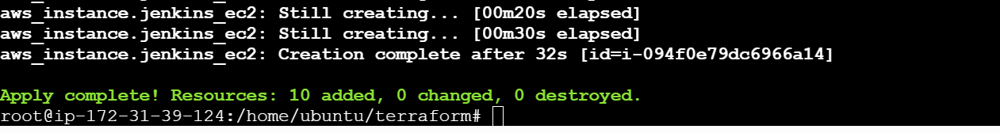 aws_instance.jenkins_ec2: Still creating... [00m20s elapsed]
aws_instance.jenkins_ec2: Still creating... [00m30s elapsed]
aws_instance.jenkins_ec2: Creation complete after 32s [id=i-094f0e79dc6966a14]
Apply complete! Resources: 10 added, 0 changed, 0 destroyed.
root@ip-172-31-39-124:/home/ubuntu/terraform#